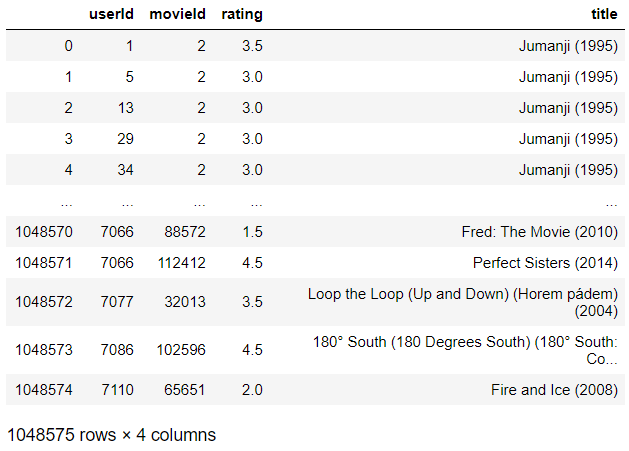 userId movieId rating title
0 1 2 3.5 Jumanji (1995)
1 5 2 3.0 Jumanji (1995)
2 13 2 3.0 Jumanji (1995)
3 29 2 3.0 Jumanji (1995)
4 34 2 3.0 Jumanji (1995)
... ... ... ... ...
1048570 7066 88572 1.5 Fred: The Movie (2010)
1048571 7066 112412 4.5 Perfect Sisters (2014)
1048572 7077 32013 3.5 Loop the Loop (Up and Down) (Horem pádem)
(2004)
1048573 7086 102596 4.5 180° South (180 Degrees South) (180° South:
Co...
1048574 7110 65651 2.0 Fire and Ice (2008)
1048575 rows × 4 columns